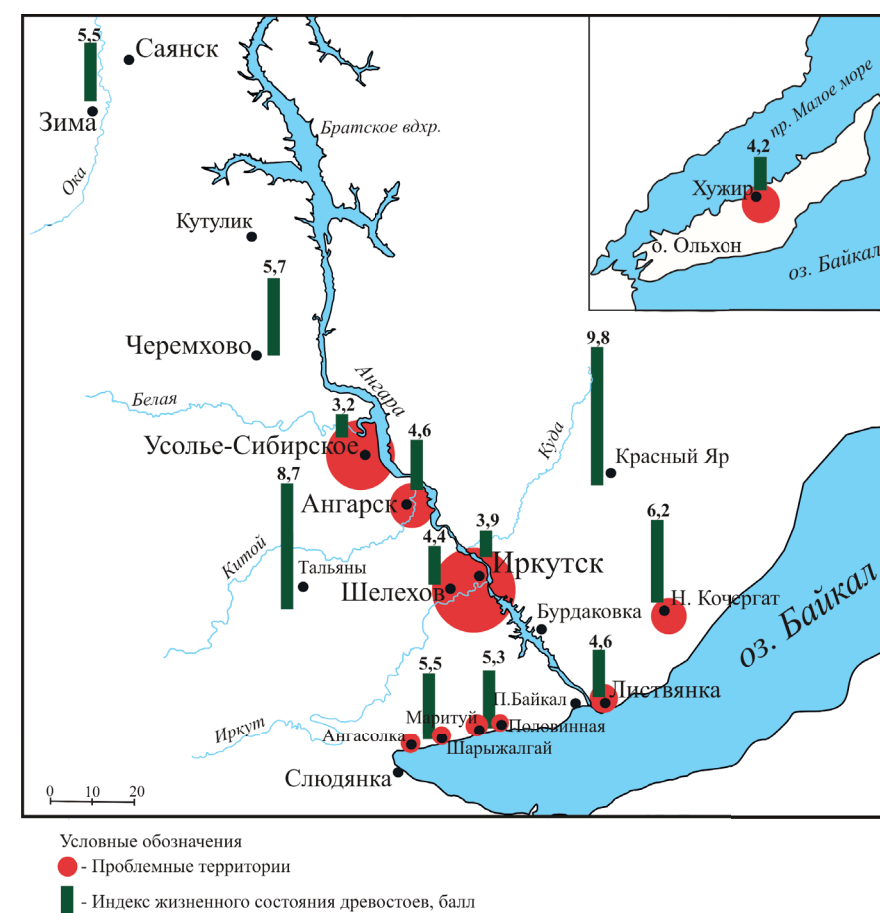 5,5
Саянск
Зима
Ока
Братское вдхр.
пр. Малое море
4,2
Хужир
о. Ольхон
оз. Байкал
Кутулик
5,7
Черемхово
Белая
Ангара
9,8
3,2
4,6
Усолье-Сибирское
Куда
Красный Яр
8,7
Ангарск
6,2
3,9
4,4
Китой
Тальяны
Иркутск
Шелехов
Н. Кочергат
Бурдаковка
оз. Байкал
4,6
5,3
5,5
Листвянка
П.Байкал
Маритуй
Половинная
Иркут
Ангасолка
Шарыжалгай
Слюдянка
0 10 20
Условные обозначения
- Проблемные территории
- Индекс жизненного состояния древостоев, балл